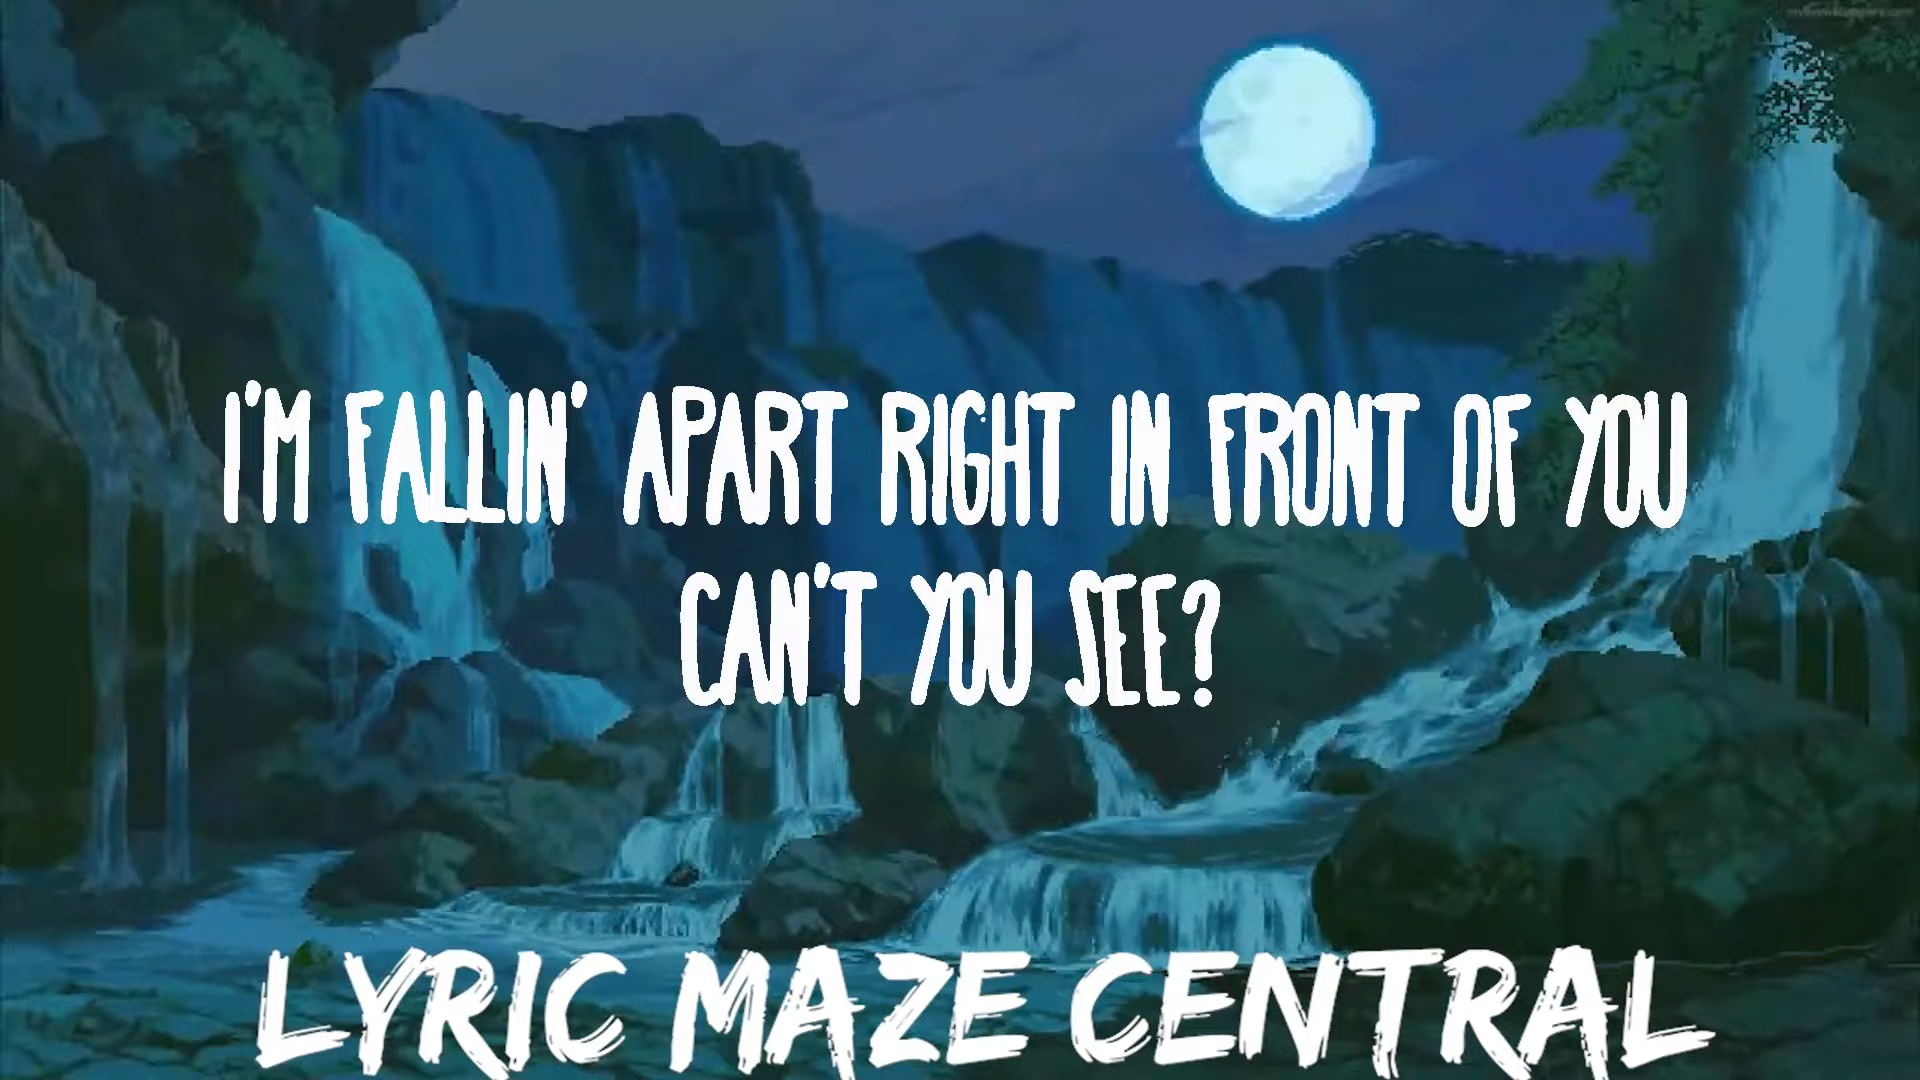 I'M FALLIN' APART RIGHT IN FRONT OF YOU
CAN'T YOU SEE?
LYRIC MAZE CENTRAL